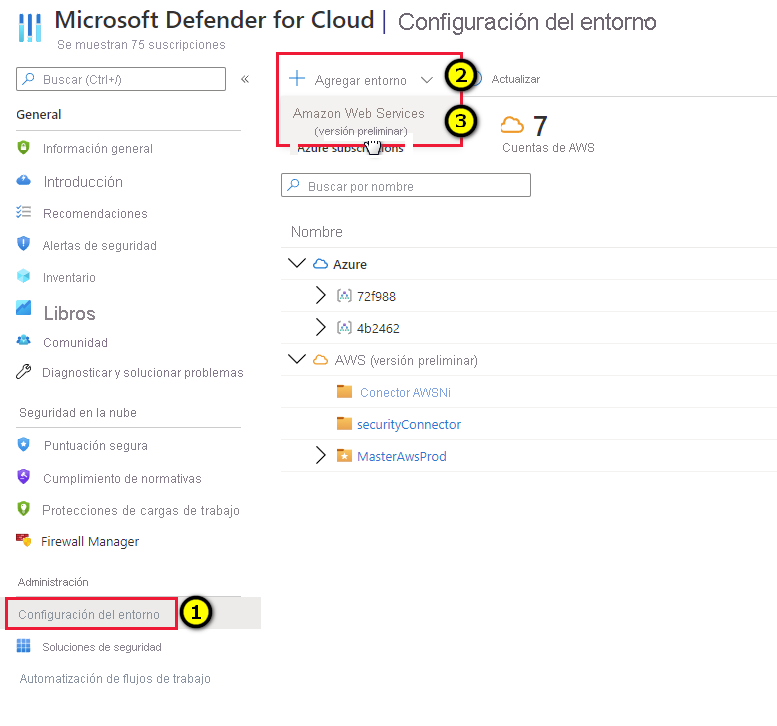 Microsoft Defender for Cloud | Configuración del entorno
Se muestran 75 suscripciones
Buscar (Ctrl+/)
«
General
Información general
Introducción
Recomendaciones
Alertas de seguridad
Inventario
Libros
Comunidad
Diagnosticar y solucionar problemas
Seguridad en la nube
Puntuación segura
Cumplimiento de normativas
Protecciones de cargas de trabajo
Firewall Manager
Administración
Configuración del entorno
1
Soluciones de seguridad
Automatización de flujos de trabajo
Agregar entorno
2
Actualizar
Amazon Web Services
(versión preliminar)
3
Azure subscriptions
7
Cuentas de AWS
Buscar por nombre
Nombre
Azure
72f988
4b2462
AWS (versión preliminar)
Conector AWSNi
securityConnector
MasterAwsProd